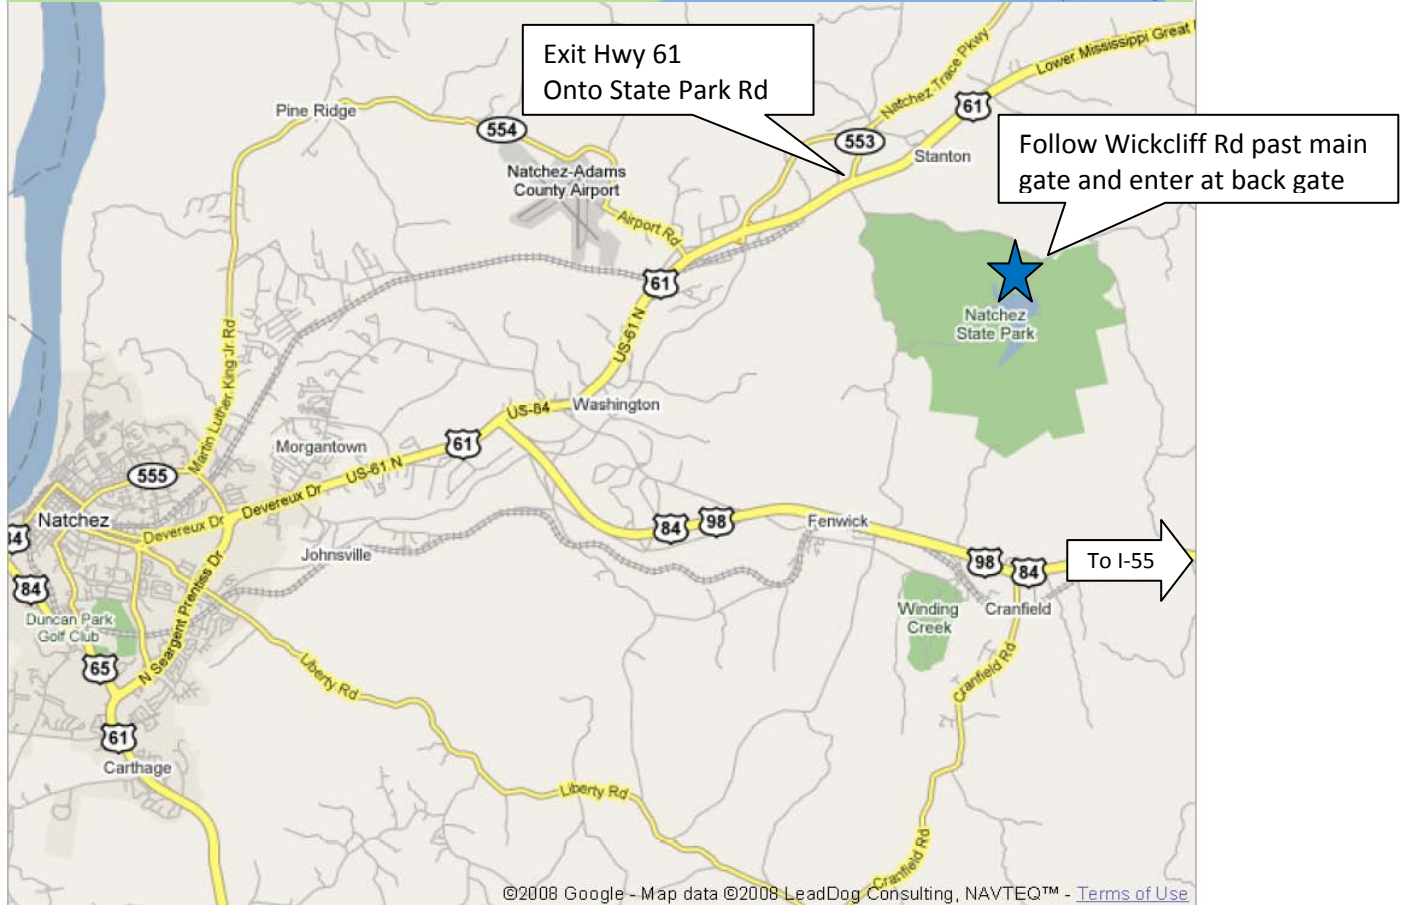 Lower Mississippi Great
Exit Hwy 61
Onto State Park Rd
Natchez-Trace Pkwy
61
Pine Ridge
554
553
Stanton
Follow Wickcliff Rd past main
gate and enter at back gate
Natchez-Adams
County Airport
Airport Rd
61
US-61 N
Natchez
State Park
Martin Luther King Jr. Rd
US-84
Washington
Morgantown
61
US-61 N
555
Devereux Dr
Natchez
Devereux Dr
84
98
Fenwick
84
Johnsville
98
84
To I-55
84
N Seargent Prentiss Dr
Duncan Park
Golf Club
Winding
Creek
Cranfield
65
Liberty Rd
Cranfield Rd
61
Carthage
Liberty Rd
Cranfield Rd
©2008 Google - Map data ©2008 LeadDog Consulting, NAVTEQ™ - Terms of Use